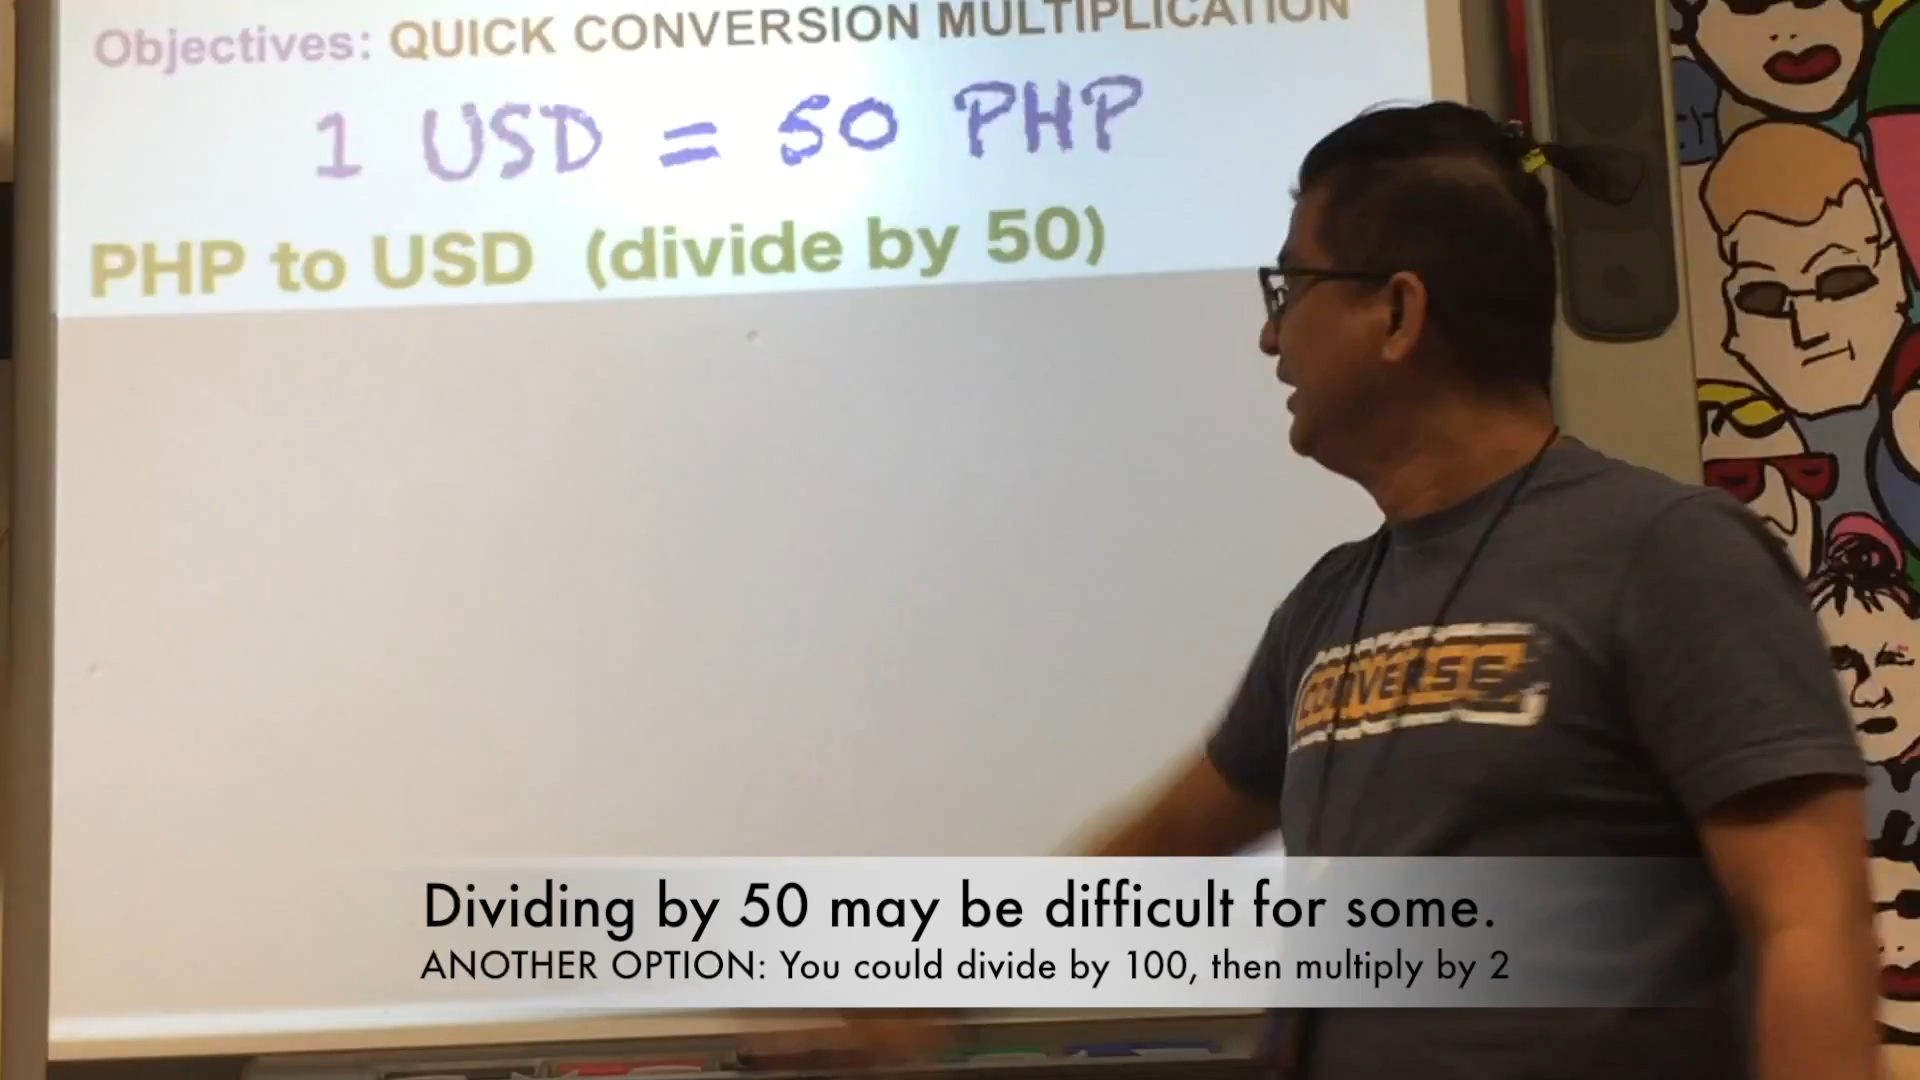 Objectives: QUICK CONVERSION MULTIPLICATION
1 USD = 50 PHP
PHP to USD (divide by 50)
CONVERSE
Dividing by 50 may be difficult for some.
ANOTHER OPTION: You could divide by 100, then multiply by 2